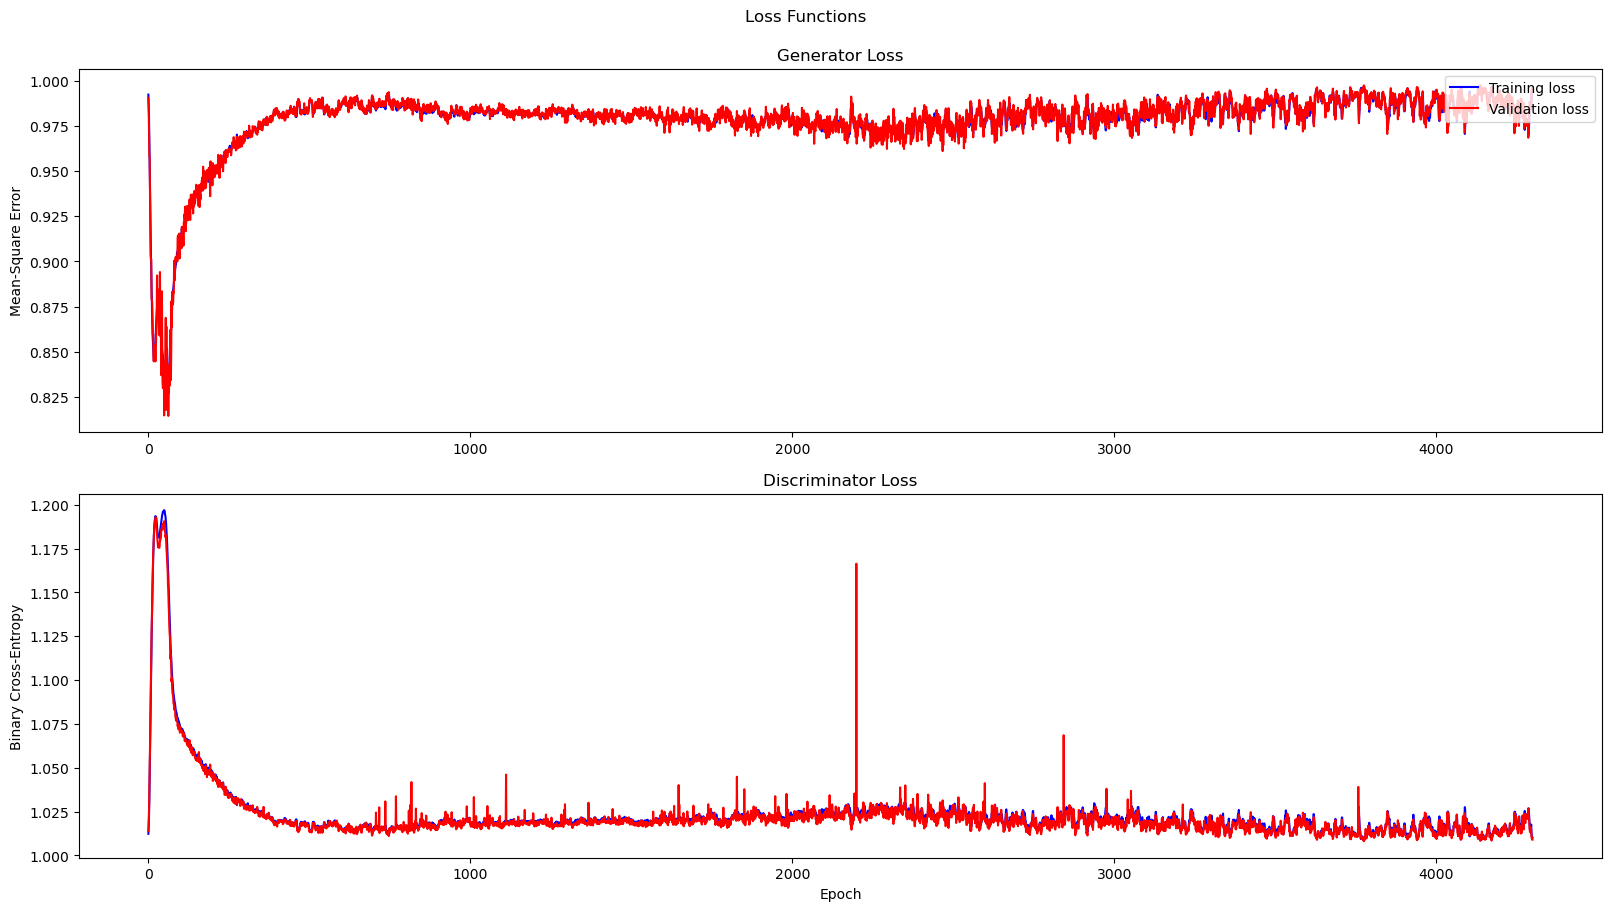 Loss Functions
Generator Loss
Mean-Square Error
1.000
0.975
0.950
0.925
0.900
0.875
0.850
0.825
Training loss
Validation loss
0 1000 2000 3000 4000
Discriminator Loss
Binary Cross-Entropy
1.200
1.175
1.150
1.125
1.100
1.075
1.050
1.025
1.000
0 1000 2000 3000 4000
Epoch